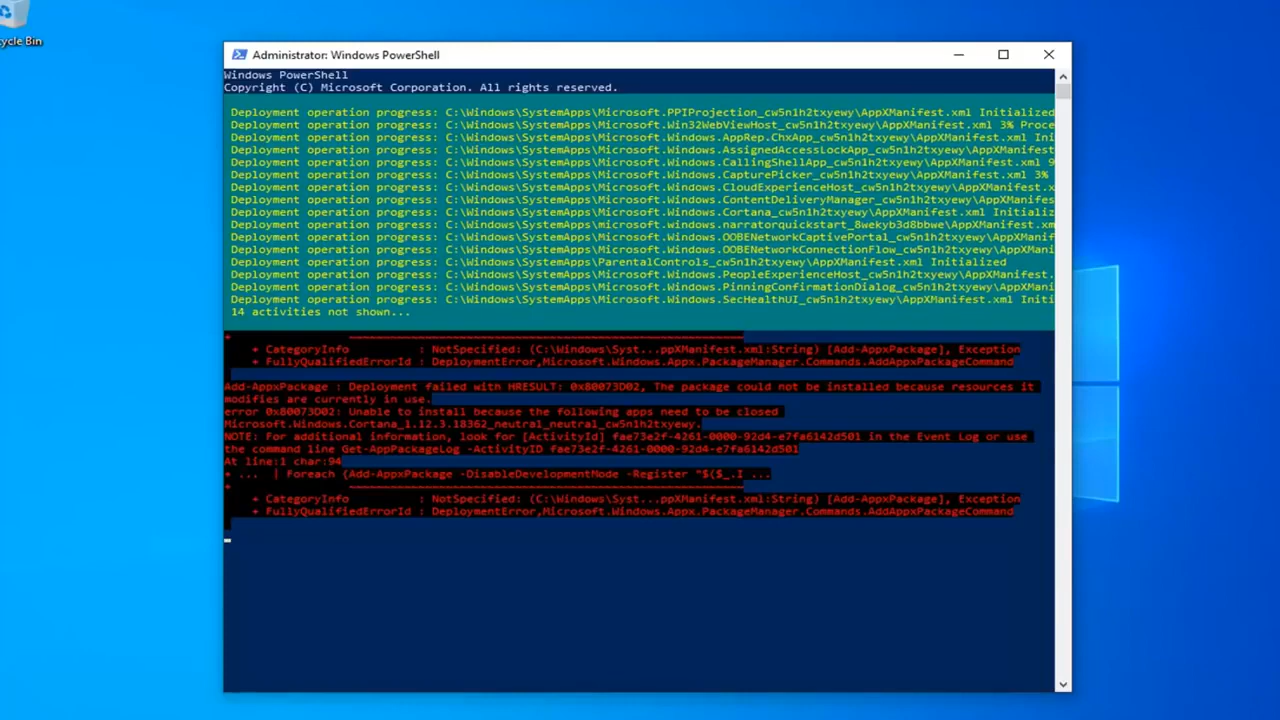 ycle Bin
Administrator: Windows PowerShell
Windows PowerShell
Copyright (C) Microsoft Corporation. All rights reserved.
Deployment operation progress: C:\Windows\SystemApps\Microsoft.PPIProjection_cw5n1h2txyewy\AppXManifest.xml Initialized
Deployment operation progress: C:\Windows\SystemApps\Microsoft.Win32WebViewHost_cw5n1h2txyewy\AppXManifest.xml 3% Proce
Deployment operation progress: C:\Windows\SystemApps\Microsoft.Windows.AppRep.ChxApp_cw5n1h2txyewy\AppXManifest.xml Ini
Deployment operation progress: C:\Windows\SystemApps\Microsoft.Windows.AssignedAccessLockApp_cw5n1h2txyewy\AppXManifest
Deployment operation progress: C:\Windows\SystemApps\Microsoft.Windows.CallingShellApp_cw5n1h2txyewy\AppXManifest.xml 9
Deployment operation progress: C:\Windows\SystemApps\Microsoft.Windows.CapturePicker_cw5n1h2txyewy\AppXManifest.xml 3%
Deployment operation progress: C:\Windows\SystemApps\Microsoft.Windows.CloudExperienceHost_cw5n1h2txyewy\AppXManifest.x
Deployment operation progress: C:\Windows\SystemApps\Microsoft.Windows.ContentDeliveryManager_cw5n1h2txyewy\AppXManifes
Deployment operation progress: C:\Windows\SystemApps\Microsoft.Windows.Cortana_cw5n1h2txyewy\AppXManifest.xml Initializ
Deployment operation progress: C:\Windows\SystemApps\Microsoft.Windows.narratorquickstart_8wekyb3d8bbwe\AppXManifest.xm
Deployment operation progress: C:\Windows\SystemApps\Microsoft.Windows.OOBENetworkCaptivePortal_cw5n1h2txyewy\AppXManif
Deployment operation progress: C:\Windows\SystemApps\Microsoft.Windows.OOBENetworkConnectionFlow_cw5n1h2txyewy\AppXMani
Deployment operation progress: C:\Windows\SystemApps\ParentalControls_cw5n1h2txyewy\AppXManifest.xml Initialized
Deployment operation progress: C:\Windows\SystemApps\Microsoft.Windows.PeopleExperienceHost_cw5n1h2txyewy\AppXManifest.
Deployment operation progress: C:\Windows\SystemApps\Microsoft.Windows.PinningConfirmationDialog_cw5n1h2txyewy\AppXMani
Deployment operation progress: C:\Windows\SystemApps\Microsoft.Windows.SecHealthUI_cw5n1h2txyewy\AppXManifest.xml Initi
14 activities not shown...
+ ~~~~~~~~~~~~~~~~~~~~~~~~~~~~~~~~~~~~~~~~~~~~~~~~~~~~~~~~~
+ CategoryInfo : NotSpecified: (C:\Windows\Syst...ppXManifest.xml:String) [Add-AppxPackage], Exception
+ FullyQualifiedErrorId : DeploymentError,Microsoft.Windows.Appx.PackageManager.Commands.AddAppxPackageCommand
Add-AppxPackage : Deployment failed with HRESULT: 0x80073D02, The package could not be installed because resources it
modifies are currently in use.
error 0x80073D02: Unable to install because the following apps need to be closed
Microsoft.Windows.Cortana_1.12.3.18362_neutral_neutral_cw5n1h2txyewy.
NOTE: For additional information, look for [ActivityId] fae73e2f-4261-0000-92d4-e7fa6142d501 in the Event Log or use
the command line Get-AppPackageLog -ActivityID fae73e2f-4261-0000-92d4-e7fa6142d501
At line:1 char:94
+ ... | Foreach {Add-AppxPackage -DisableDevelopmentMode -Register "$($_.I ...
+ ~~~~~~~~~~~~~~~~~~~~~~~~~~~~~~~~~~~~~~~~~~~~~~~~~~~~~~~~~
+ CategoryInfo : NotSpecified: (C:\Windows\Syst...ppXManifest.xml:String) [Add-AppxPackage], Exception
+ FullyQualifiedErrorId : DeploymentError,Microsoft.Windows.Appx.PackageManager.Commands.AddAppxPackageCommand